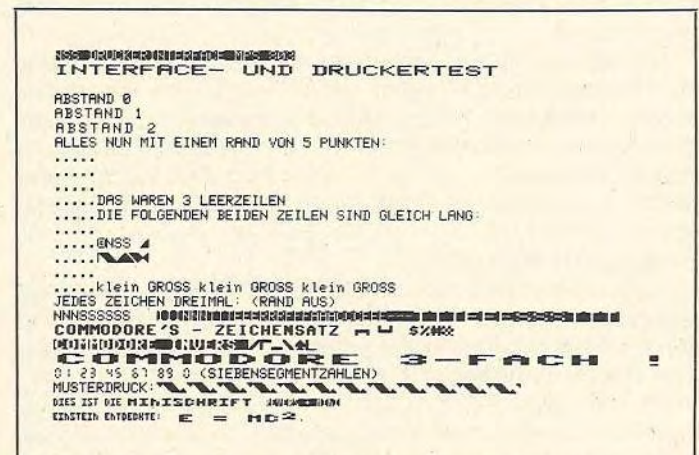 NSS DRUCKERINTERFACE MPS 803
INTERFACE- UND DRUCKERTEST
ABSTAND 0
ABSTAND 1
ABSTAND 2
ALLES NUN MIT EINEM RAND VON 5 PUNKTEN:
.....
.....
.....
.....DAS WAREN 3 LEERZEILEN
.....DIE FOLGENDEN BEIDEN ZEILEN SIND GLEICH LANG:
.....
.....@NSS
.....
.....
.....klein GROSS klein GROSS klein GROSS
JEDES ZEICHEN DREIMAL: (RAND AUS)
NNNSSSSSS
COMMODORE'S - ZEICHENSATZ
COMMODORE INVERS
COMMODORE 3-FACH !
01 23 45 67 89 0 (SIEBENSEGMENTZAHLEN)
MUSTERDRUCK:
DIES IST DIE MINISCHRIFT
EINSTEIN ENTDECKTE: E = MC².